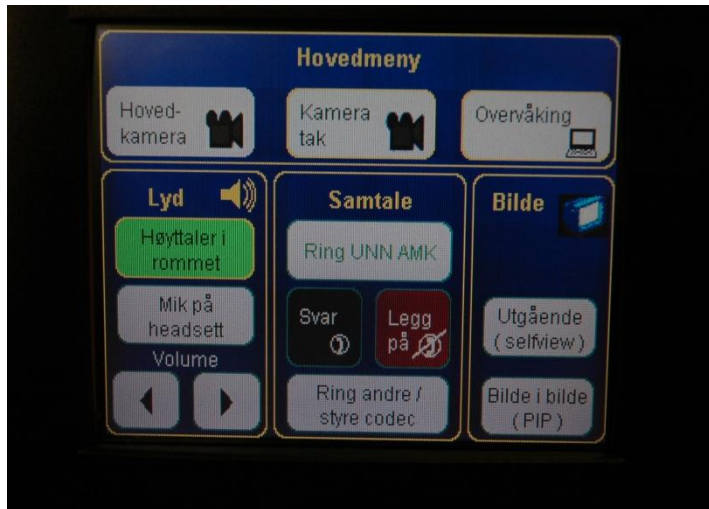 Hovedmeny
Hoved-
kamera
Kamera
tak
Overvåking
Lyd
Høyttaler i
rommet
Mik på
headsett
Volume
Samtale
Ring UNN AMK
Svar
Legg
på
Ring andre /
styre codec
Bilde
Utgående
( selfview )
Bilde i bilde
( PIP )